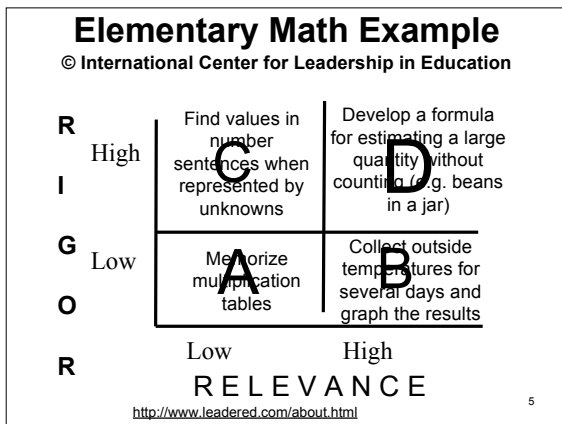 Elementary Math Example
© International Center for Leadership in Education
R
I
G
O
R
High
Low
Find values in
number
sentences when
represented by
unknowns
C
Develop a formula
for estimating a large
quantity without
counting (e.g. beans
in a jar)
D
Memorize
multiplication
tables
A
Collect outside
temperatures for
several days and
graph the results
B
Low
High
R E L E V A N C E
http://www.leadered.com/about.html
5